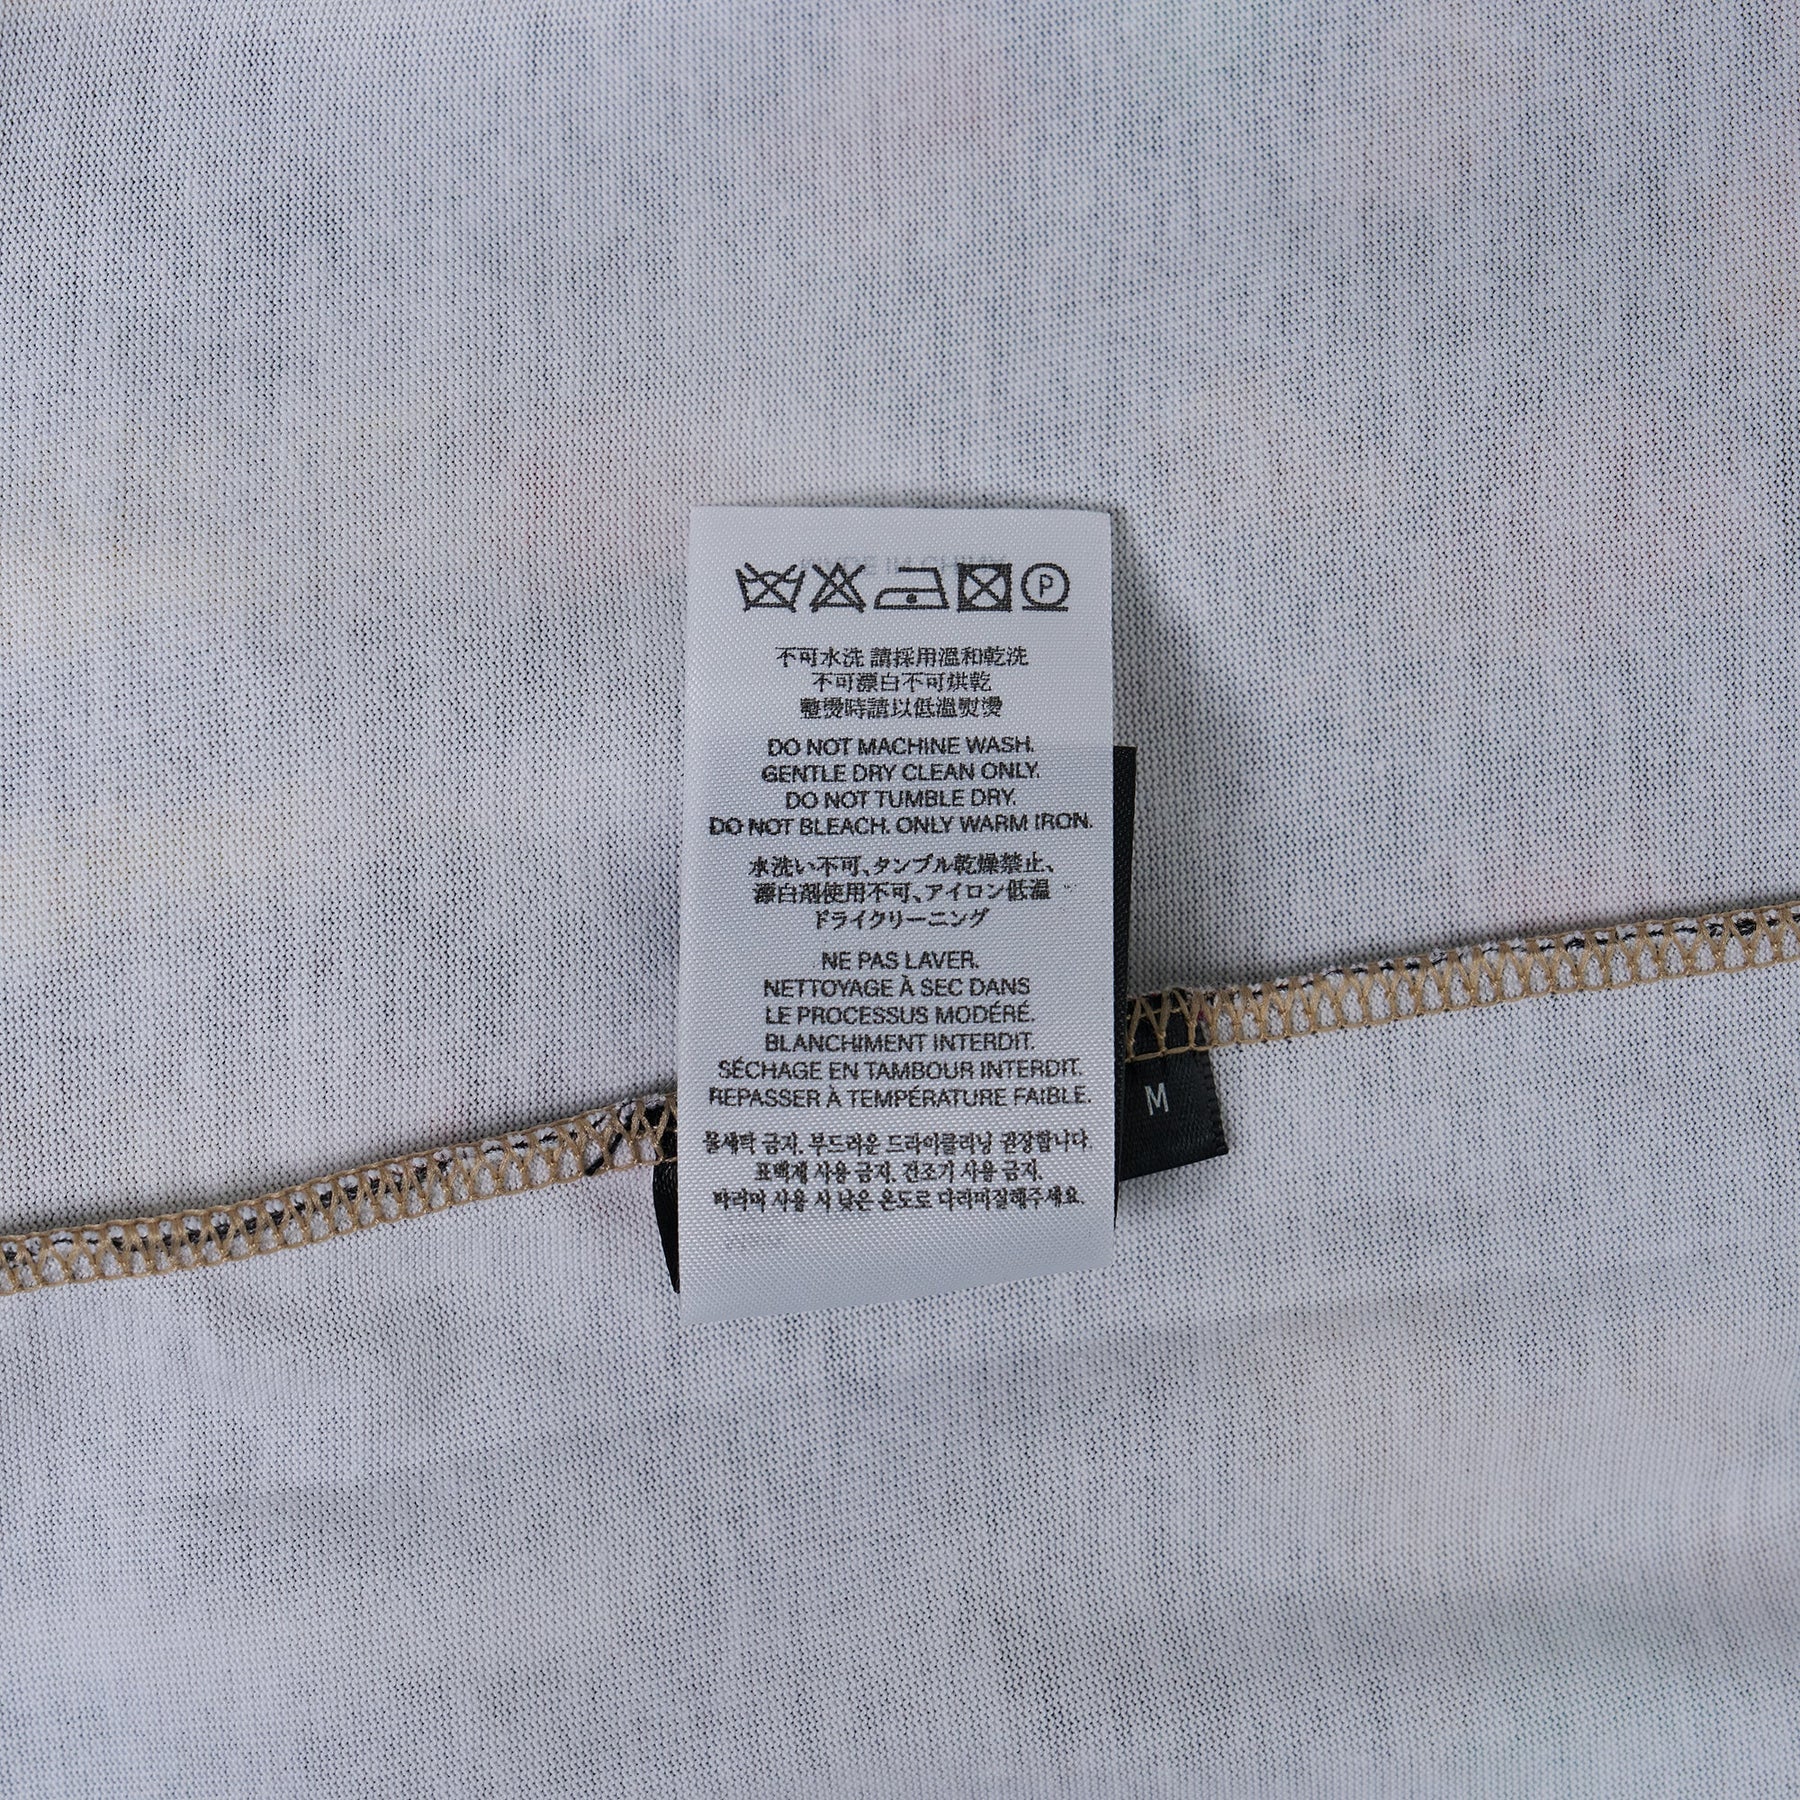 P
不可水洗 請採用溫和乾洗
不可漂白不可烘乾
整燙時請以低溫熨燙
DO NOT MACHINE WASH.
GENTLE DRY CLEAN ONLY.
DO NOT TUMBLE DRY.
DO NOT BLEACH. ONLY WARM IRON.
水洗い不可、タンブル乾燥禁止、
漂白剤使用不可、アイロン低温
ドライクリーニング
NE PAS LAVER.
NETTOYAGE À SEC DANS
LE PROCESSUS MODÉRÉ.
BLANCHIMENT INTERDIT.
SÉCHAGE EN TAMBOUR INTERDIT.
REPASSER À TEMPÉRATURE FAIBLE.
물세탁 금지. 부드러운 드라이클리닝 권장합니다.
표백제 사용 금지. 건조기 사용 금지.
다리미 사용 시 낮은 온도로 다리미질해주세요.
M